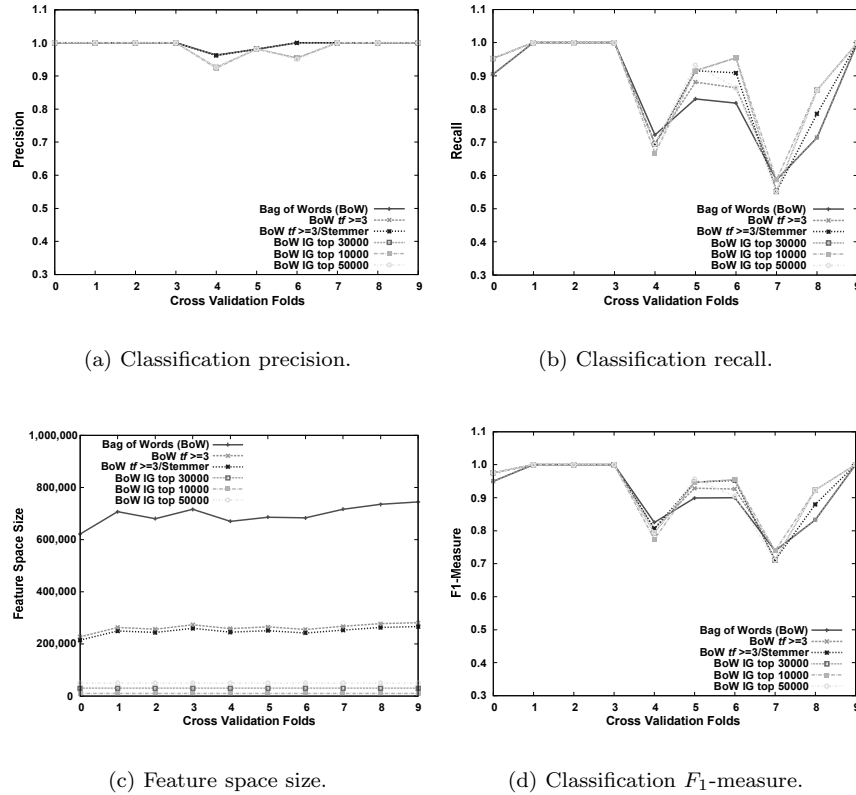 1.1
1.0
0.9
0.8
0.7
0.6
0.5
0.4
0.3
Precision
Bag of Words (BoW)
BoW tf >=3
BoW tf >=3/Stemmer
BoW IG top 30000
BoW IG top 10000
BoW IG top 50000
0 1 2 3 4 5 6 7 8 9
Cross Validation Folds
(a) Classification precision.
1.1
1.0
0.9
0.8
0.7
0.6
0.5
0.4
0.3
Recall
Bag of Words (BoW)
BoW tf >=3
BoW tf >=3/Stemmer
BoW IG top 30000
BoW IG top 10000
BoW IG top 50000
0 1 2 3 4 5 6 7 8 9
Cross Validation Folds
(b) Classification recall.
1,000,000
800,000
600,000
400,000
200,000
0
Feature Space Size
Bag of Words (BoW)
BoW tf >=3
BoW tf >=3/Stemmer
BoW IG top 30000
BoW IG top 10000
BoW IG top 50000
0 1 2 3 4 5 6 7 8 9
Cross Validation Folds
(c) Feature space size.
1.1
1.0
0.9
0.8
0.7
0.6
0.5
0.4
0.3
F1-Measure
Bag of Words (BoW)
BoW tf >=3
BoW tf >=3/Stemmer
BoW IG top 30000
BoW IG top 10000
BoW IG top 50000
0 1 2 3 4 5 6 7 8 9
Cross Validation Folds
(d) Classification F₁-measure.